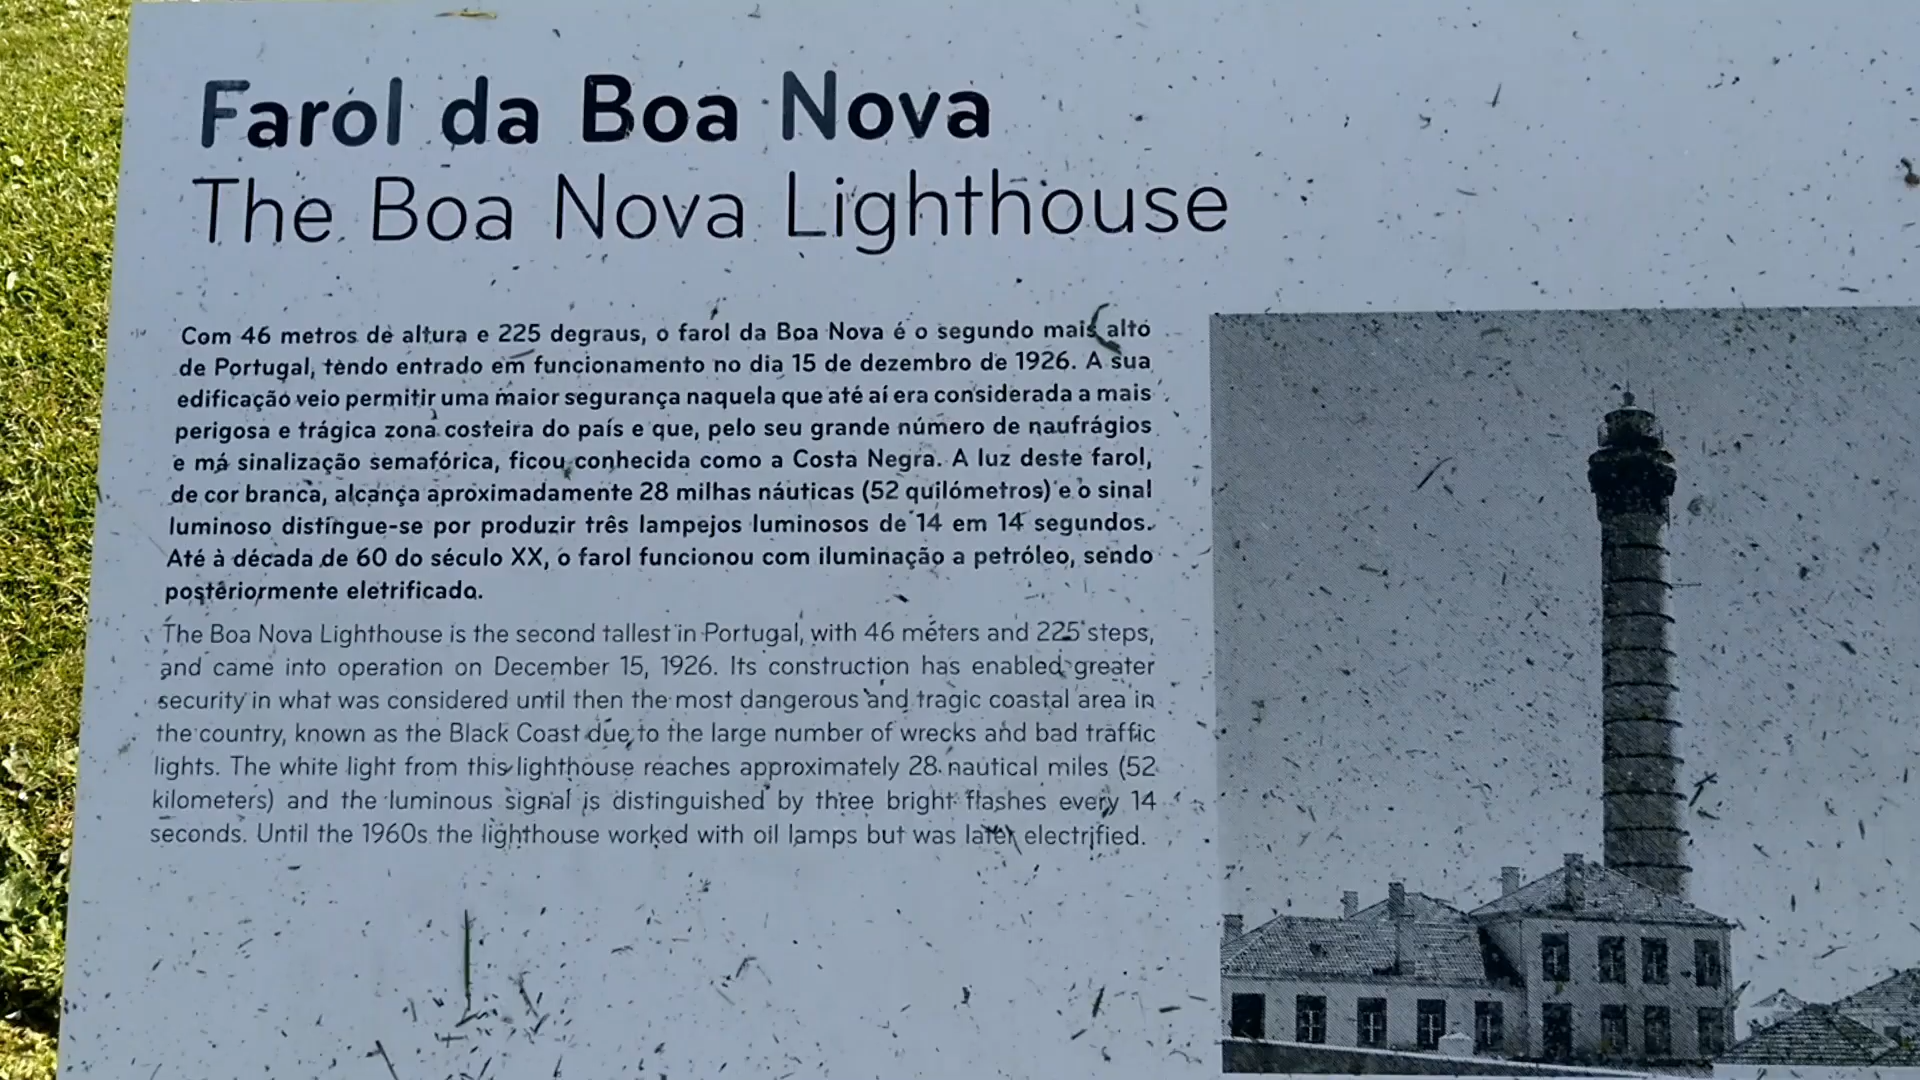 Farol da Boa Nova
The Boa Nova Lighthouse
Com 46 metros de altura e 225 degraus, o farol da Boa Nova é o segundo mais alto
de Portugal, tendo entrado em funcionamento no dia 15 de dezembro de 1926. A sua
edificação veio permitir uma maior segurança naquela que até aí era considerada a mais
perigosa e trágica zona costeira do país e que, pelo seu grande número de naufrágios
e má sinalização semafórica, ficou conhecida como a Costa Negra. A luz deste farol,
de cor branca, alcança aproximadamente 28 milhas náuticas (52 quilómetros) e o sinal
luminoso distingue-se por produzir três lampejos luminosos de 14 em 14 segundos.
Até à década de 60 do século XX, o farol funcionou com iluminação a petróleo, sendo
posteriormente eletrificado.
The Boa Nova Lighthouse is the second tallest in Portugal, with 46 meters and 225 steps,
and came into operation on December 15, 1926. Its construction has enabled greater
security in what was considered until then the most dangerous and tragic coastal area in
the country, known as the Black Coast due to the large number of wrecks and bad traffic
lights. The white light from this lighthouse reaches approximately 28 nautical miles (52
kilometers) and the luminous signal is distinguished by three bright flashes every 14
seconds. Until the 1960s the lighthouse worked with oil lamps but was later electrified.